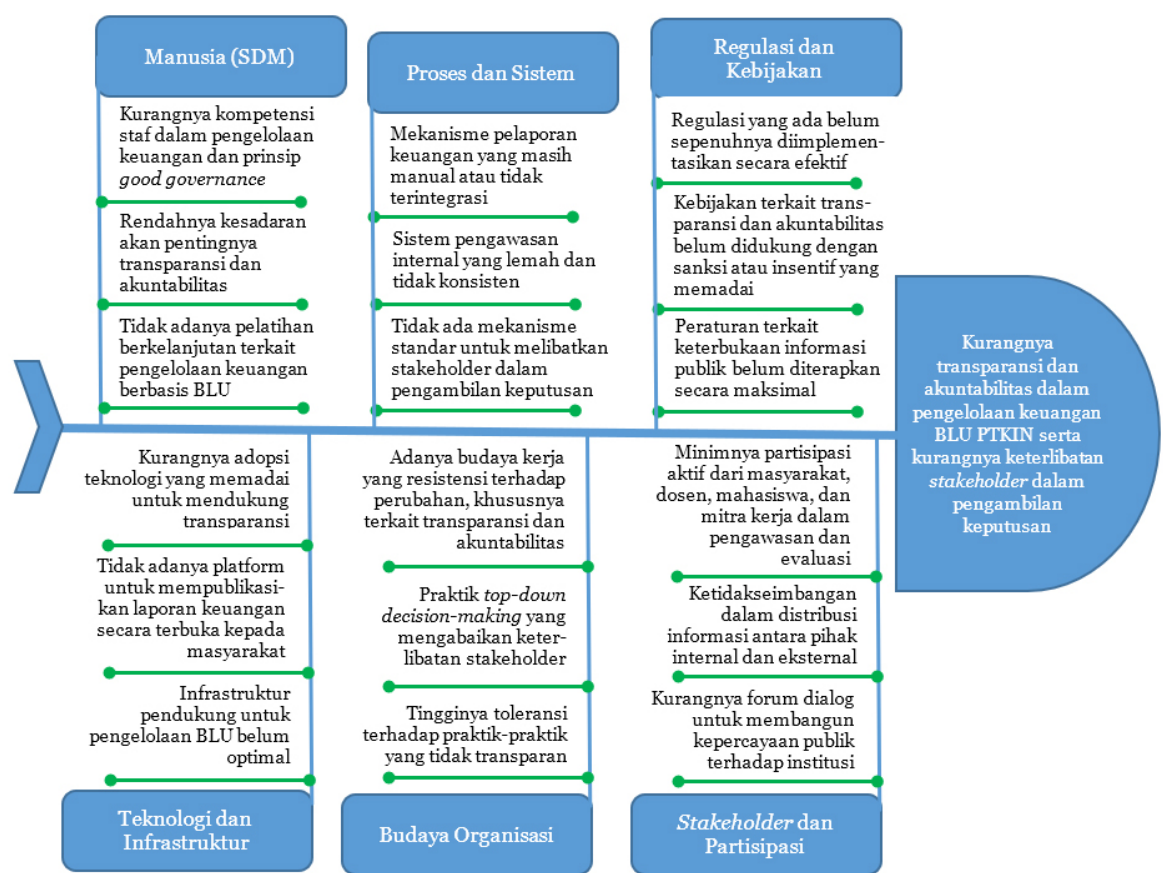 Manusia (SDM)
Kurangnya kompetensi
staf dalam pengelolaan
keuangan dan prinsip
good governance
Rendahnya kesadaran
akan pentingnya
transparansi dan
akuntabilitas
Tidak adanya pelatihan
berkelanjutan terkait
pengelolaan keuangan
berbasis BLU
Proses dan Sistem
Mekanisme pelaporan
keuangan yang masih
manual atau tidak
terintegrasi
Sistem pengawasan
internal yang lemah dan
tidak konsisten
Tidak ada mekanisme
standar untuk melibatkan
stakeholder dalam
pengambilan keputusan
Regulasi dan
Kebijakan
Regulasi yang ada belum
sepenuhnya diimplemen-
tasikan secara efektif
Kebijakan terkait trans-
paransi dan akuntabilitas
belum didukung dengan
sanksi atau insentif yang
memadai
Peraturan terkait
keterbukaan informasi
publik belum diterapkan
secara maksimal
Kurangnya
transparansi dan
akuntabilitas dalam
pengelolaan keuangan
BLU PTKIN serta
kurangnya keterlibatan
stakeholder dalam
pengambilan
keputusan
Kurangnya adopsi
teknologi yang memadai
untuk mendukung
transparansi
Tidak adanya platform
untuk mempublikasi-
kan laporan keuangan
secara terbuka kepada
masyarakat
Infrastruktur
pendukung untuk
pengelolaan BLU belum
optimal
Teknologi dan
Infrastruktur
Adanya budaya kerja
yang resistensi terhadap
perubahan, khususnya
terkait transparansi dan
akuntabilitas
Praktik top-down
decision-making yang
mengabaikan keter-
libatan stakeholder
Tingginya toleransi
terhadap praktik-praktik
yang tidak transparan
Budaya Organisasi
Minimnya partisipasi
aktif dari masyarakat,
dosen, mahasiswa, dan
mitra kerja dalam
pengawasan dan
evaluasi
Ketidakseimbangan
dalam distribusi
informasi antara pihak
internal dan eksternal
Kurangnya forum dialog
untuk membangun
kepercayaan publik
terhadap institusi
Stakeholder dan
Partisipasi